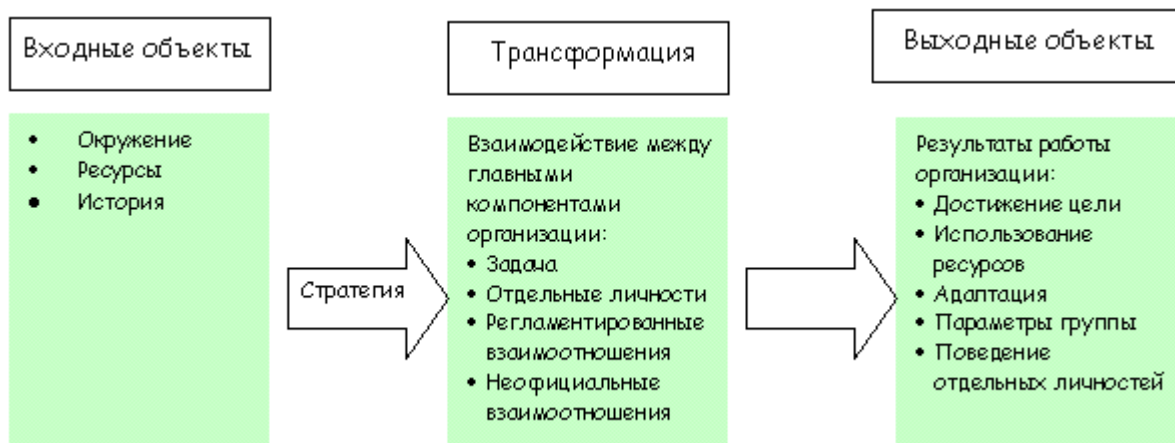 Входные объекты
• Окружение
• Ресурсы
• История
Стратегия
Трансформация
Взаимодействие между
главными
компонентами
организации:
• Задача
• Отдельные личности
• Регламентированные
взаимоотношения
• Неофициальные
взаимоотношения
Выходные объекты
Результаты работы
организации:
• Достижение цели
• Использование
ресурсов
• Адаптация
• Параметры группы
• Поведение
отдельных личностей